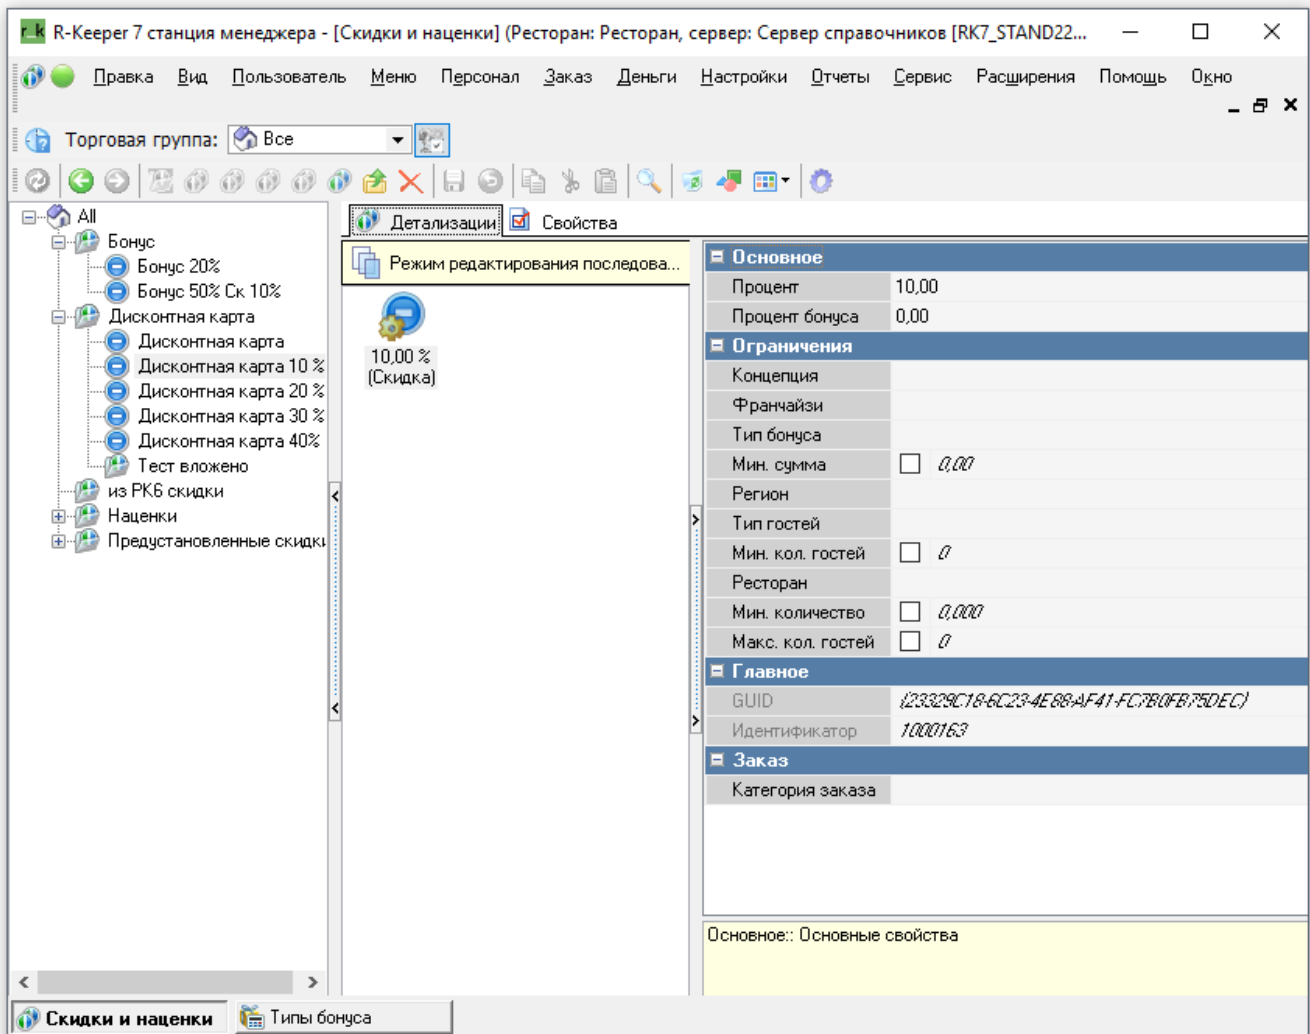 r_k R-Keeper 7 станция менеджера - [Скидки и наценки] (Ресторан: Ресторан, сервер: Сервер справочников [RK7_STAND22...
Правка Вид Пользователь Меню Персонал Заказ Деньги Настройки Отчеты Сервис Расширения Помощь Окно
Торговая группа: Все
All
Бонус
Бонус 20%
Бонус 50% Ск 10%
Дисконтная карта
Дисконтная карта
Дисконтная карта 10 %
Дисконтная карта 20 %
Дисконтная карта 30 %
Дисконтная карта 40%
Тест вложено
из РК6 скидки
Наценки
Предустановленные скидки
Детализации Свойства
Режим редактирования последова...
10,00 %
(Скидка)
Основное
Процент 10,00
Процент бонуса 0,00
Ограничения
Концепция
Франчайзи
Тип бонуса
Мин. сумма 0,00
Регион
Тип гостей
Мин. кол. гостей 0
Ресторан
Мин. количество 0,000
Макс. кол. гостей 0
Главное
GUID {23329C18-6C23-4E88-AF41-FC7B0FB75DEC}
Идентификатор 1000163
Заказ
Категория заказа
Основное:: Основные свойства
Скидки и наценки Типы бонуса